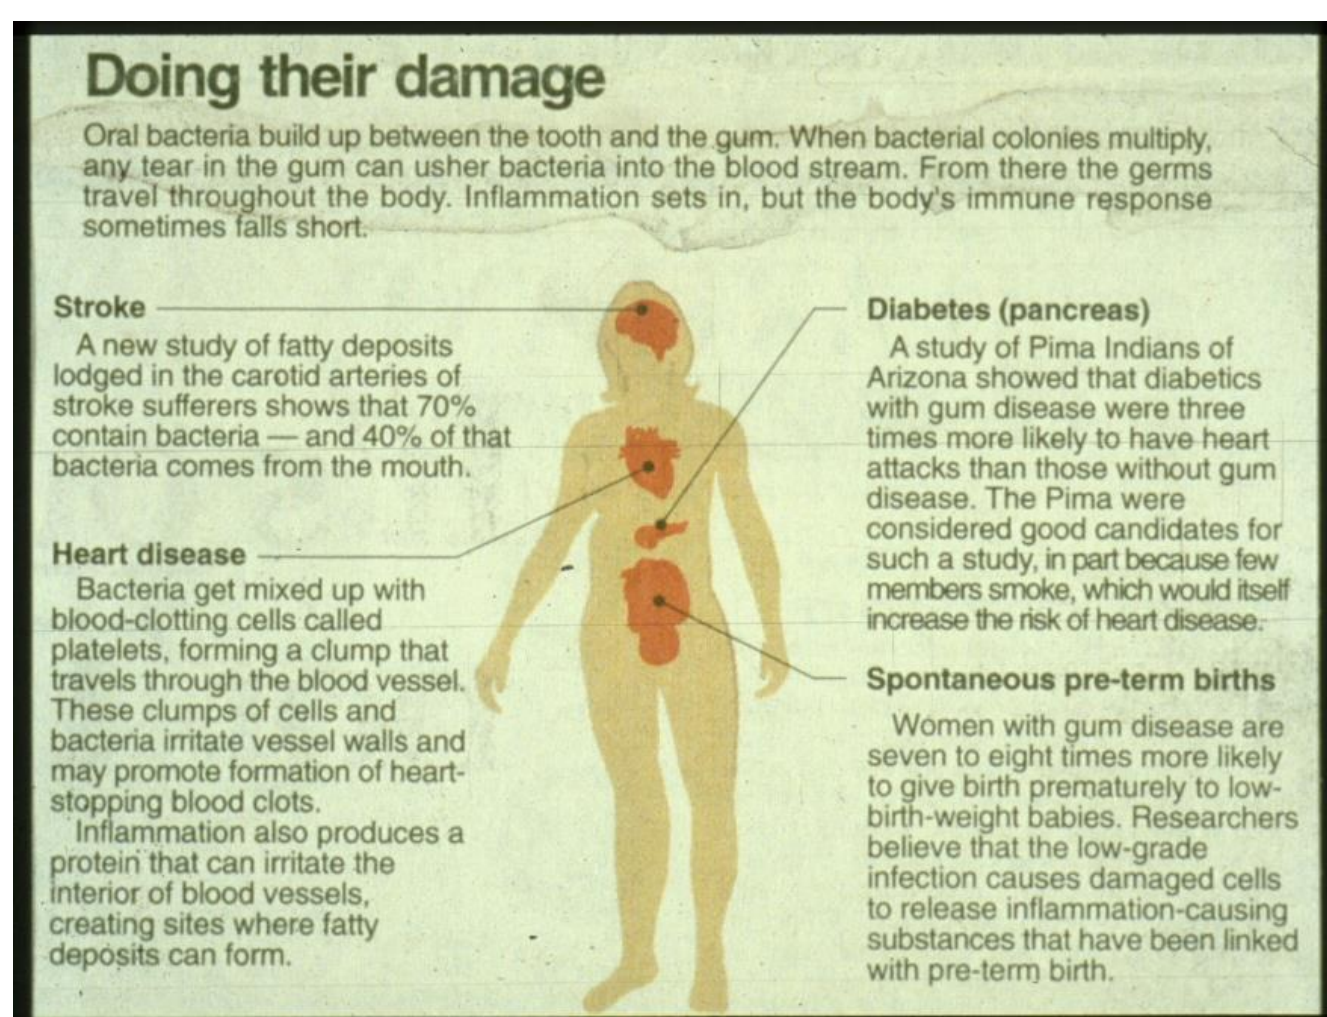 Doing their damage
Oral bacteria build up between the tooth and the gum. When bacterial colonies multiply,
any tear in the gum can usher bacteria into the blood stream. From there the germs
travel throughout the body. Inflammation sets in, but the body's immune response
sometimes falls short.
Stroke
A new study of fatty deposits
lodged in the carotid arteries of
stroke sufferers shows that 70%
contain bacteria — and 40% of that
bacteria comes from the mouth.
Heart disease
Bacteria get mixed up with
blood-clotting cells called
platelets, forming a clump that
travels through the blood vessel.
These clumps of cells and
bacteria irritate vessel walls and
may promote formation of heart-
stopping blood clots.
Inflammation also produces a
protein that can irritate the
interior of blood vessels,
creating sites where fatty
deposits can form.
Diabetes (pancreas)
A study of Pima Indians of
Arizona showed that diabetics
with gum disease were three
times more likely to have heart
attacks than those without gum
disease. The Pima were
considered good candidates for
such a study, in part because few
members smoke, which would itself
increase the risk of heart disease.
Spontaneous pre-term births
Women with gum disease are
seven to eight times more likely
to give birth prematurely to low-
birth-weight babies. Researchers
believe that the low-grade
infection causes damaged cells
to release inflammation-causing
substances that have been linked
with pre-term birth.